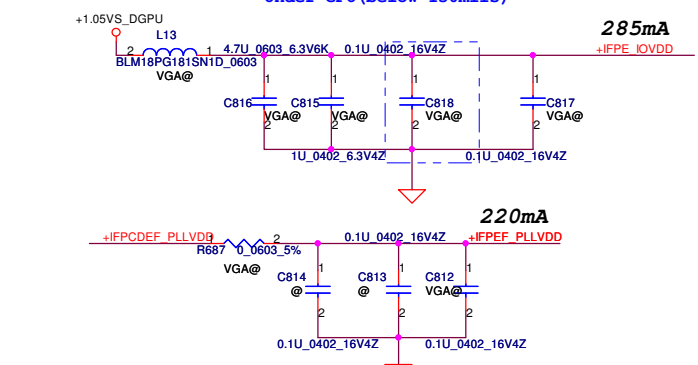 +1.05VS_DGPU
L13
2
1
BLM18PG181SN1D_0603
VGA@
4.7U_0603_6.3V6K
0.1U_0402_16V4Z
285mA
+IFPE_IOVDD
1
C816
2
VGA@
1
C815
2
VGA@
1
C818
2
VGA@
1
C817
2
VGA@
1U_0402_6.3V4Z
0.1U_0402_16V4Z
220mA
+IFPCDEF_PLLVDD
1
2
R687
0_0603_5%
VGA@
0.1U_0402_16V4Z
+IFPEF_PLLVDD
1
C814
@
2
1
C813
@
2
1
C812
VGA@
2
0.1U_0402_16V4Z
0.1U_0402_16V4Z